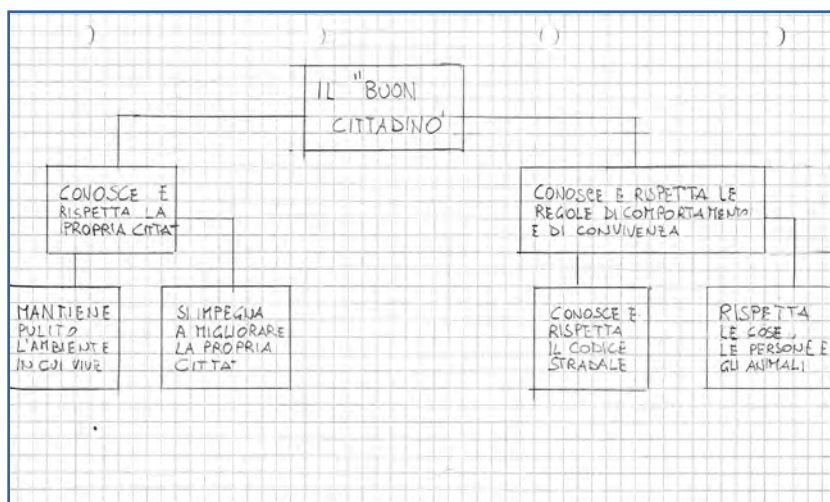 IL "BUON
CITTADINO"
CONOSCE E
RISPETTA LA
PROPRIA CITTA'
CONOSCE E RISPETTA LE
REGOLE DI COMPORTAMENTO
E DI CONVIVENZA
MANTIENE
PULITO
L'AMBIENTE
IN CUI VIVE
SI IMPEGNA
A MIGLIORARE
LA PROPRIA
CITTA'
CONOSCE E
RISPETTA
IL CODICE
STRADALE
RISPETTA
LE COSE,
LE PERSONE E
GLI ANIMALI